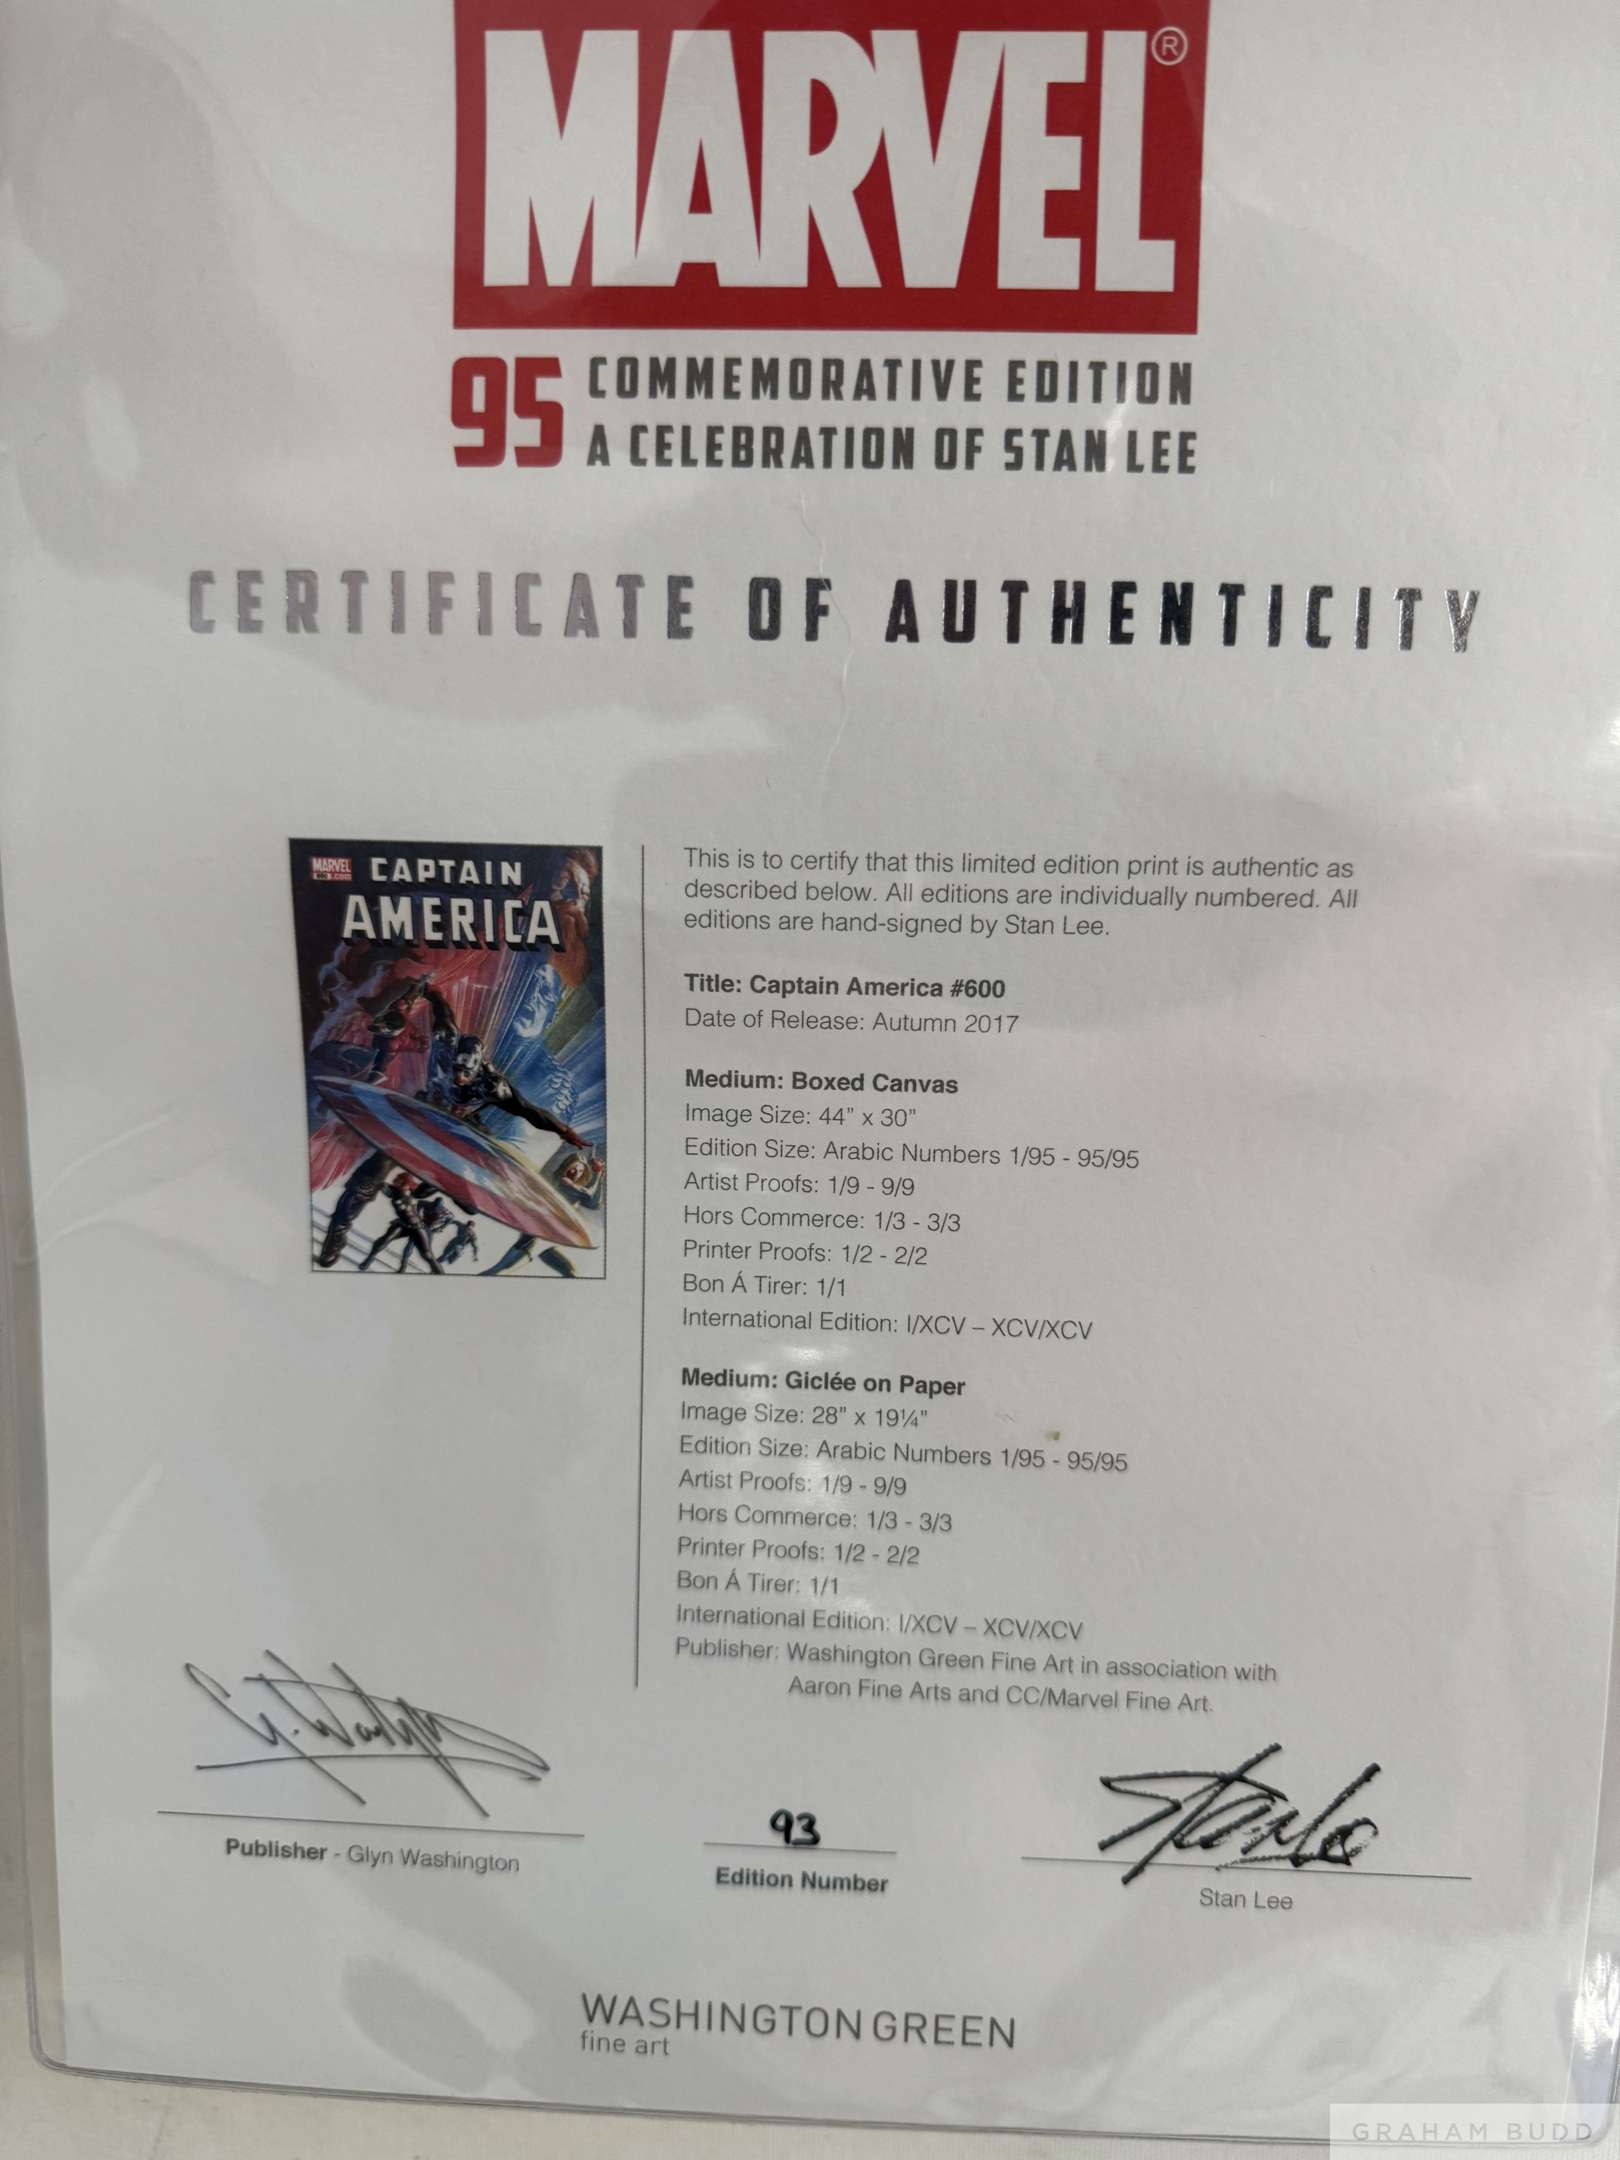 MARVEL®
95 COMMEMORATIVE EDITION
A CELEBRATION OF STAN LEE
CERTIFICATE OF AUTHENTICITY
MARVEL
600 .COM
CAPTAIN
AMERICA
This is to certify that this limited edition print is authentic as
described below. All editions are individually numbered. All
editions are hand-signed by Stan Lee.
Title: Captain America #600
Date of Release: Autumn 2017
Medium: Boxed Canvas
Image Size: 44" x 30"
Edition Size: Arabic Numbers 1/95 - 95/95
Artist Proofs: 1/9 - 9/9
Hors Commerce: 1/3 - 3/3
Printer Proofs: 1/2 - 2/2
Bon Á Tirer: 1/1
International Edition: I/XCV – XCV/XCV
Medium: Giclée on Paper
Image Size: 28" x 19¼"
Edition Size: Arabic Numbers 1/95 - 95/95
Artist Proofs: 1/9 - 9/9
Hors Commerce: 1/3 - 3/3
Printer Proofs: 1/2 - 2/2
Bon Á Tirer: 1/1
International Edition: I/XCV – XCV/XCV
Publisher: Washington Green Fine Art in association with
Aaron Fine Arts and CC/Marvel Fine Art.
G. Washington
Publisher - Glyn Washington
93
Edition Number
Stan Lee
Stan Lee
WASHINGTON GREEN
fine art
GRAHAM BUDD